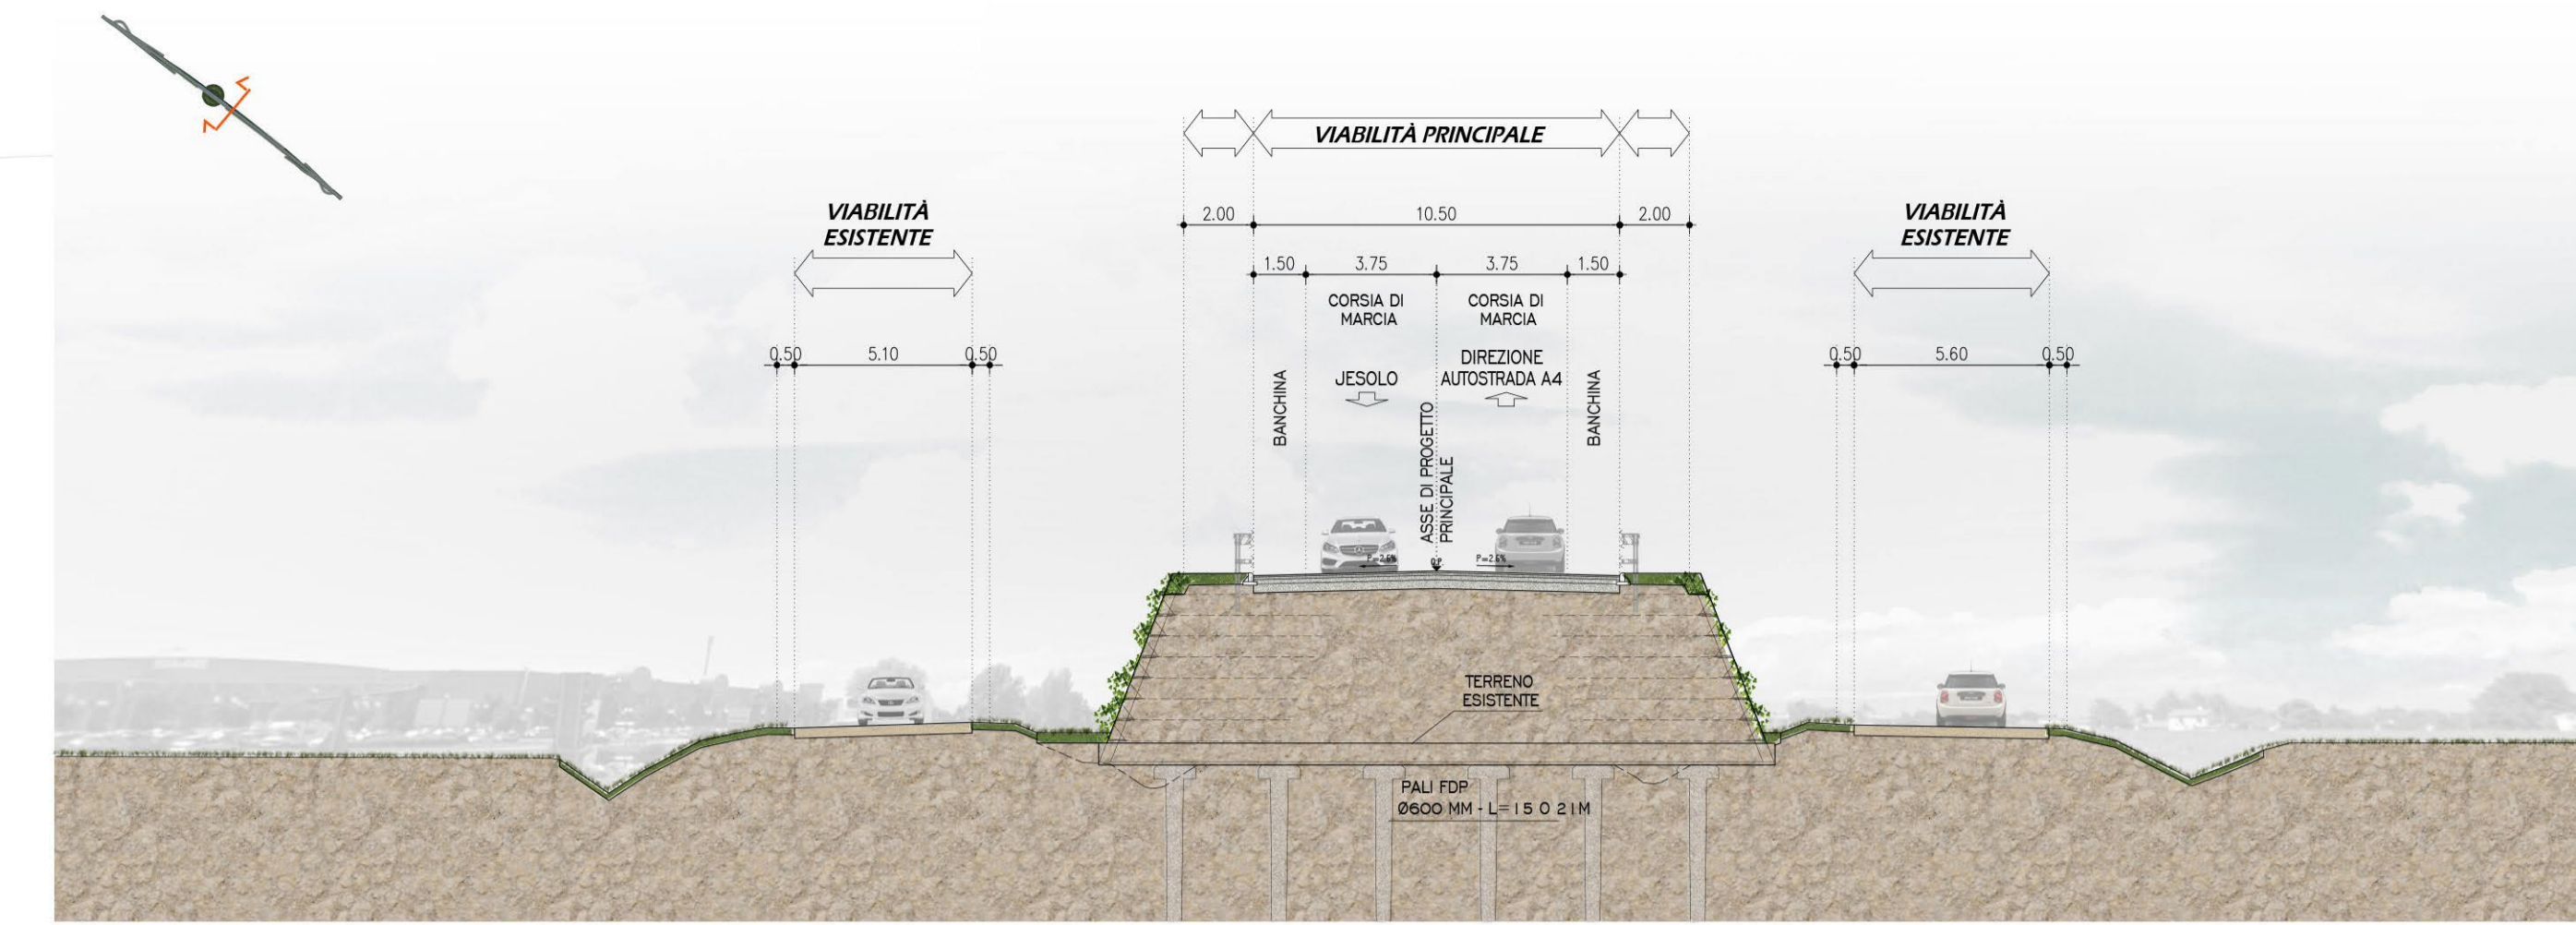 VIABILITÀ PRINCIPALE
VIABILITÀ
ESISTENTE
VIABILITÀ
ESISTENTE
2.00 10.50 2.00
1.50 3.75 3.75 1.50
CORSIA DI
MARCIA
CORSIA DI
MARCIA
0.50 5.10 0.50
DIREZIONE
AUTOSTRADA A4
JESOLO
0.50 5.60 0.50
BANCHINA
ASSE DI PROGETTO
PRINCIPALE
BANCHINA
P=2.6%
P=2.6%
TERRENO
ESISTENTE
PALI FDP
Ø600 MM - L=15 O 21M